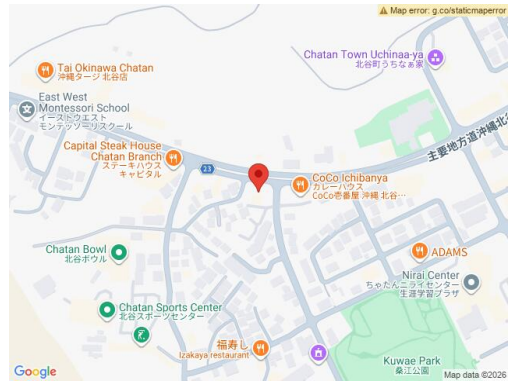 Map error: g.co/staticmaperror
Chatan Town Uchinaa-ya
北谷町うちなぁ家
Tai Okinawa Chatan
沖縄タージ 北谷店
East West
Montessori School
イーストウエスト
モンテッソーリスクール
主要地方道沖縄北
Capital Steak House
Chatan Branch
ステーキハウス
キャピタル
23
CoCo Ichibanya
カレーハウス
CoCo壱番屋 沖縄 北谷…
Chatan Bowl
北谷ボウル
ADAMS
Nirai Center
ちゃたんニライセンター
生涯学習プラザ
Chatan Sports Center
北谷スポーツセンター
福寿し
Izakaya restaurant
Kuwae Park
桑江公園
Google
Map data ©2026